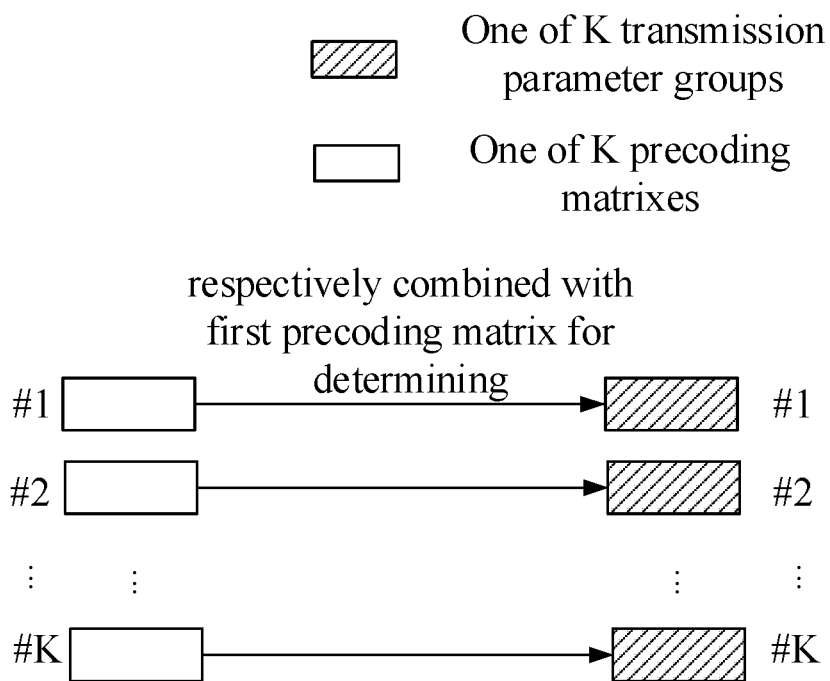 One of K transmission
parameter groups
One of K precoding
matrixes
respectively combined with
first precoding matrix for
determining
#1 #1
#2 #2
⋮ ⋮ ⋮ ⋮
#K #K